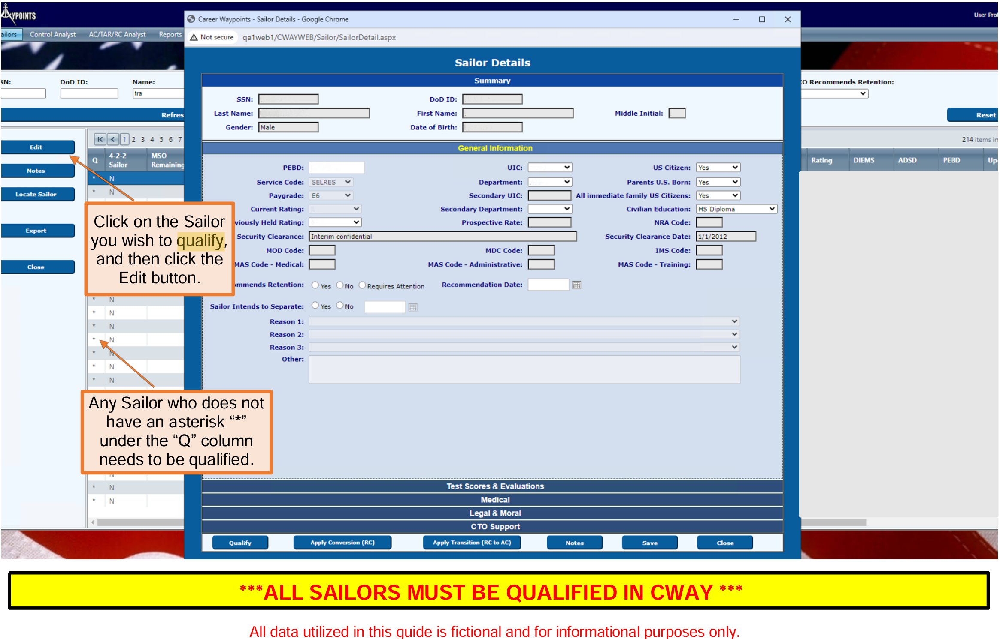 YPOINTS
User Prof
Career Waypoints - Sailor Details - Google Chrome
ailors Control Analyst AC/TAR/RC Analyst Reports
Not secure qa1web1/CWAYWEB/Sailor/SailorDetail.aspx
Sailor Details
Summary
SN: DoD ID: Name:
tra
CO Recommends Retention:
SSN: DoD ID:
Last Name: First Name: Middle Initial:
Gender: Male Date of Birth:
Refres
Reset
1 2 3 4 5 6 7
214 items in
General Information
Edit
Notes
Locate Sailor
Export
Close
Q 4-2-2 Sailor MSO Remaining
Rating DIEMS ADSD PEBD Up
* N
* N
PEBD: UIC: US Citizen: Yes
Service Code: SELRES Department: Parents U.S. Born: Yes
Paygrade: E6 Secondary UIC: All immediate family US Citizens: Yes
Current Rating: Secondary Department: Civilian Education: HS Diploma
viously Held Rating: Prospective Rate: NRA Code:
Security Clearance: Interim confidential Security Clearance Date: 1/1/2012
MOD Code: MDC Code: IMS Code:
MAS Code - Medical: MAS Code - Administrative: MAS Code - Training:
mmends Retention: Yes No Requires Attention Recommendation Date:
Sailor Intends to Separate: Yes No
Reason 1:
Reason 2:
Reason 3:
Other:
Click on the Sailor
you wish to qualify,
and then click the
Edit button.
* N
* N
* N
* N
* N
* N
* N
Any Sailor who does not
have an asterisk “*”
under the “Q” column
needs to be qualified.
N
* N
* N
Test Scores & Evaluations
Medical
Legal & Moral
CTO Support
Qualify Apply Conversion (RC) Apply Transition (RC to AC) Notes Save Close
***ALL SAILORS MUST BE QUALIFIED IN CWAY ***
All data utilized in this guide is fictional and for informational purposes only.